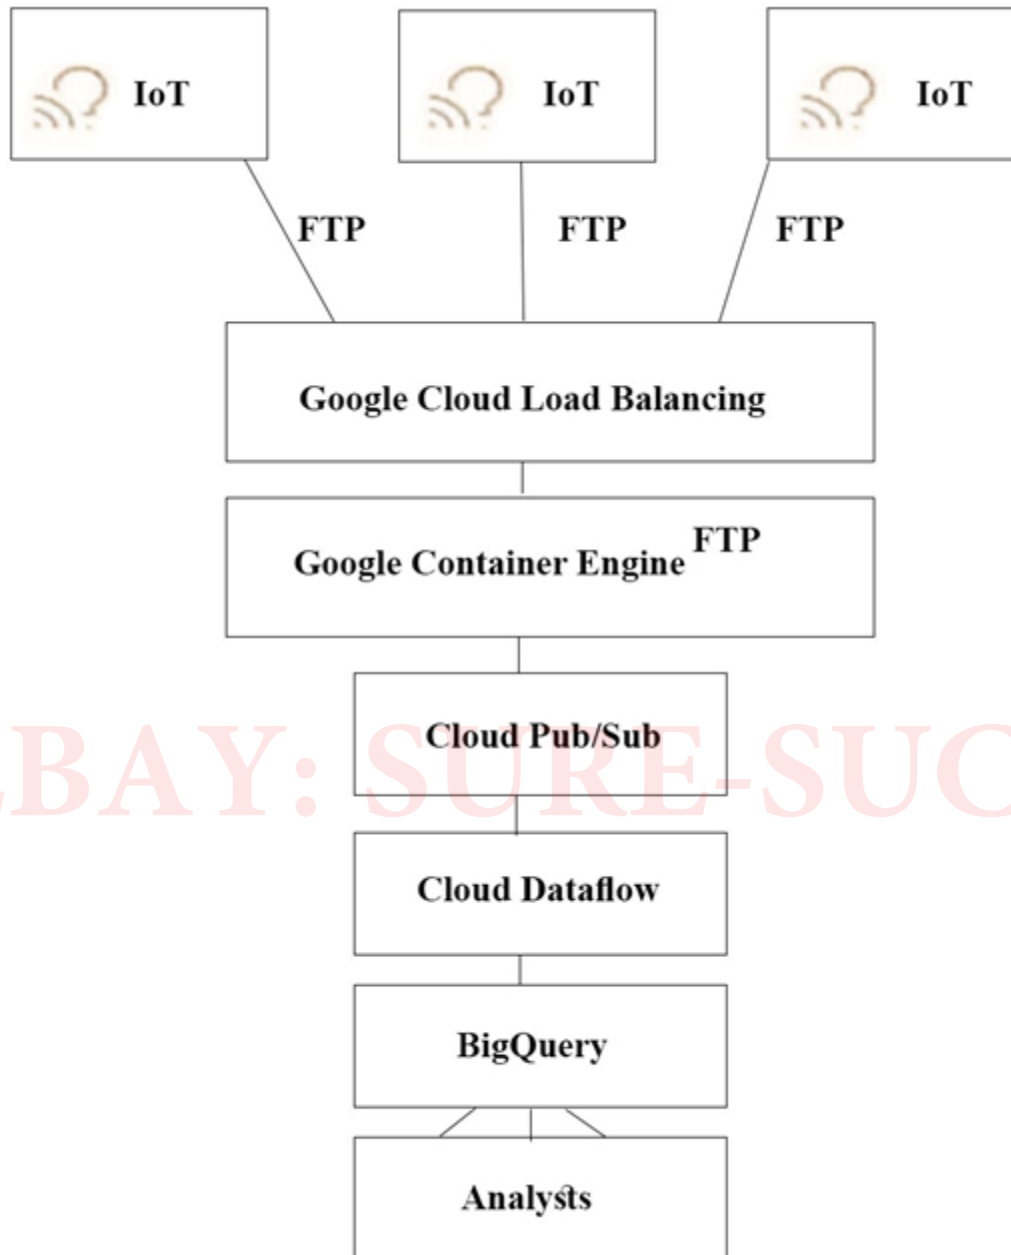 IoT IoT IoT
FTP FTP FTP
Google Cloud Load Balancing
Google Container Engine FTP
Cloud Pub/Sub
EBAY: SURE-SUC
Cloud Dataflow
BigQuery
Analysts